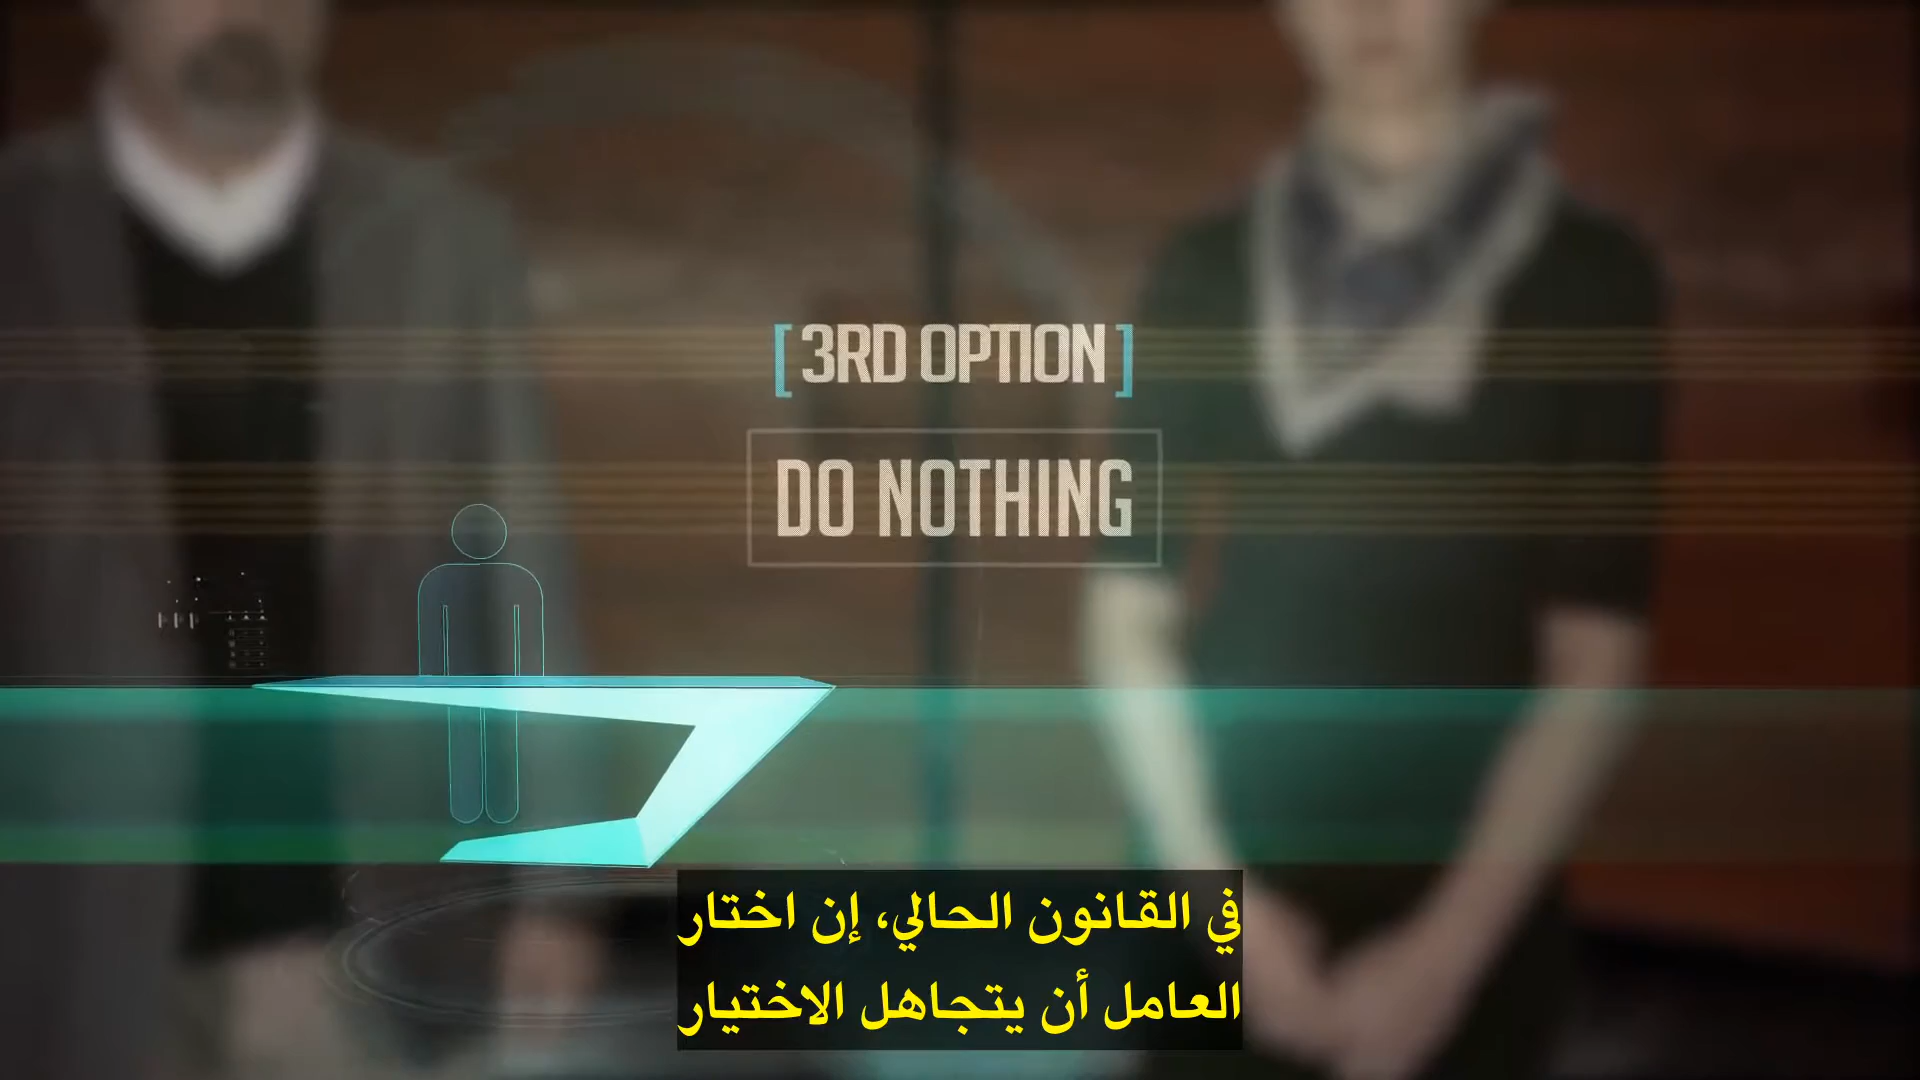 [ 3RD OPTION ]
DO NOTHING
في القانون الحالي، إن اختار
العامل أن يتجاهل الاختيار